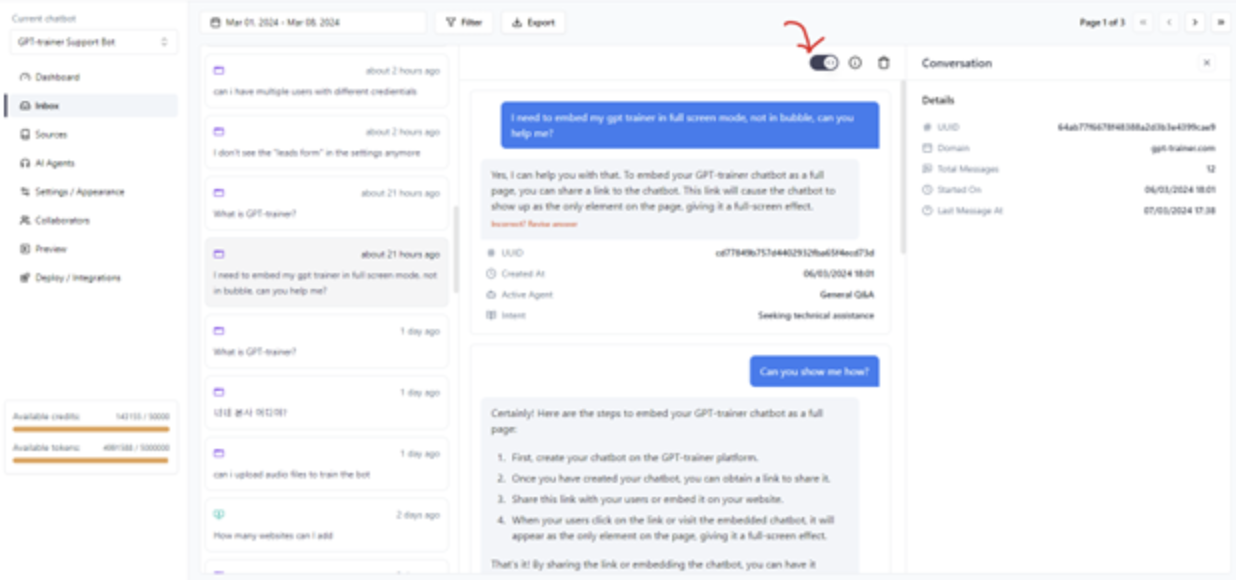 Current chatbot
GPT-trainer Support Bot
Dashboard
Inbox
Sources
AI Agents
Settings / Appearance
Collaborators
Preview
Deploy / Integrations
Available credits:
Available tokens:
Mar 01, 2024 - Mar 08, 2024
Filter
Export
Page 1 of 3
about 2 hours ago
can i have multiple users with different credentials
about 2 hours ago
I don't see the "leads form" in the settings anymore
about 21 hours ago
What is GPT-trainer?
about 21 hours ago
I need to embed my gpt trainer in full screen mode, not
in bubble, can you help me?
1 day ago
What is GPT-trainer?
1 day ago
1 day ago
can i upload audio files to train the bot
2 days ago
How many websites can I add
I need to embed my gpt trainer in full screen mode, not in bubble, can you
help me?
Yes, I can help you with that. To embed your GPT-trainer chatbot as a full
page, you can share a link to the chatbot. This link will cause the chatbot to
show up as the only element on the page, giving it a full-screen effect.
Incorrect? Revise answer
UUID
Created At 06/03/2024 18:01
Active Agent General Q&A
Intent Seeking technical assistance
Can you show me how?
Certainly! Here are the steps to embed your GPT-trainer chatbot as a full
page:
1. First, create your chatbot on the GPT-trainer platform.
2. Once you have created your chatbot, you can obtain a link to share it.
3. Share this link with your users or embed it on your website.
4. When your users click on the link or visit the embedded chatbot, it will
appear as the only element on the page, giving it a full-screen effect.
That's it! By sharing the link or embedding the chatbot, you can have it
Conversation
Details
UUID
Domain gpt-trainer.com
Total Messages 12
Started On 06/03/2024 18:01
Last Message At 07/03/2024 17:38